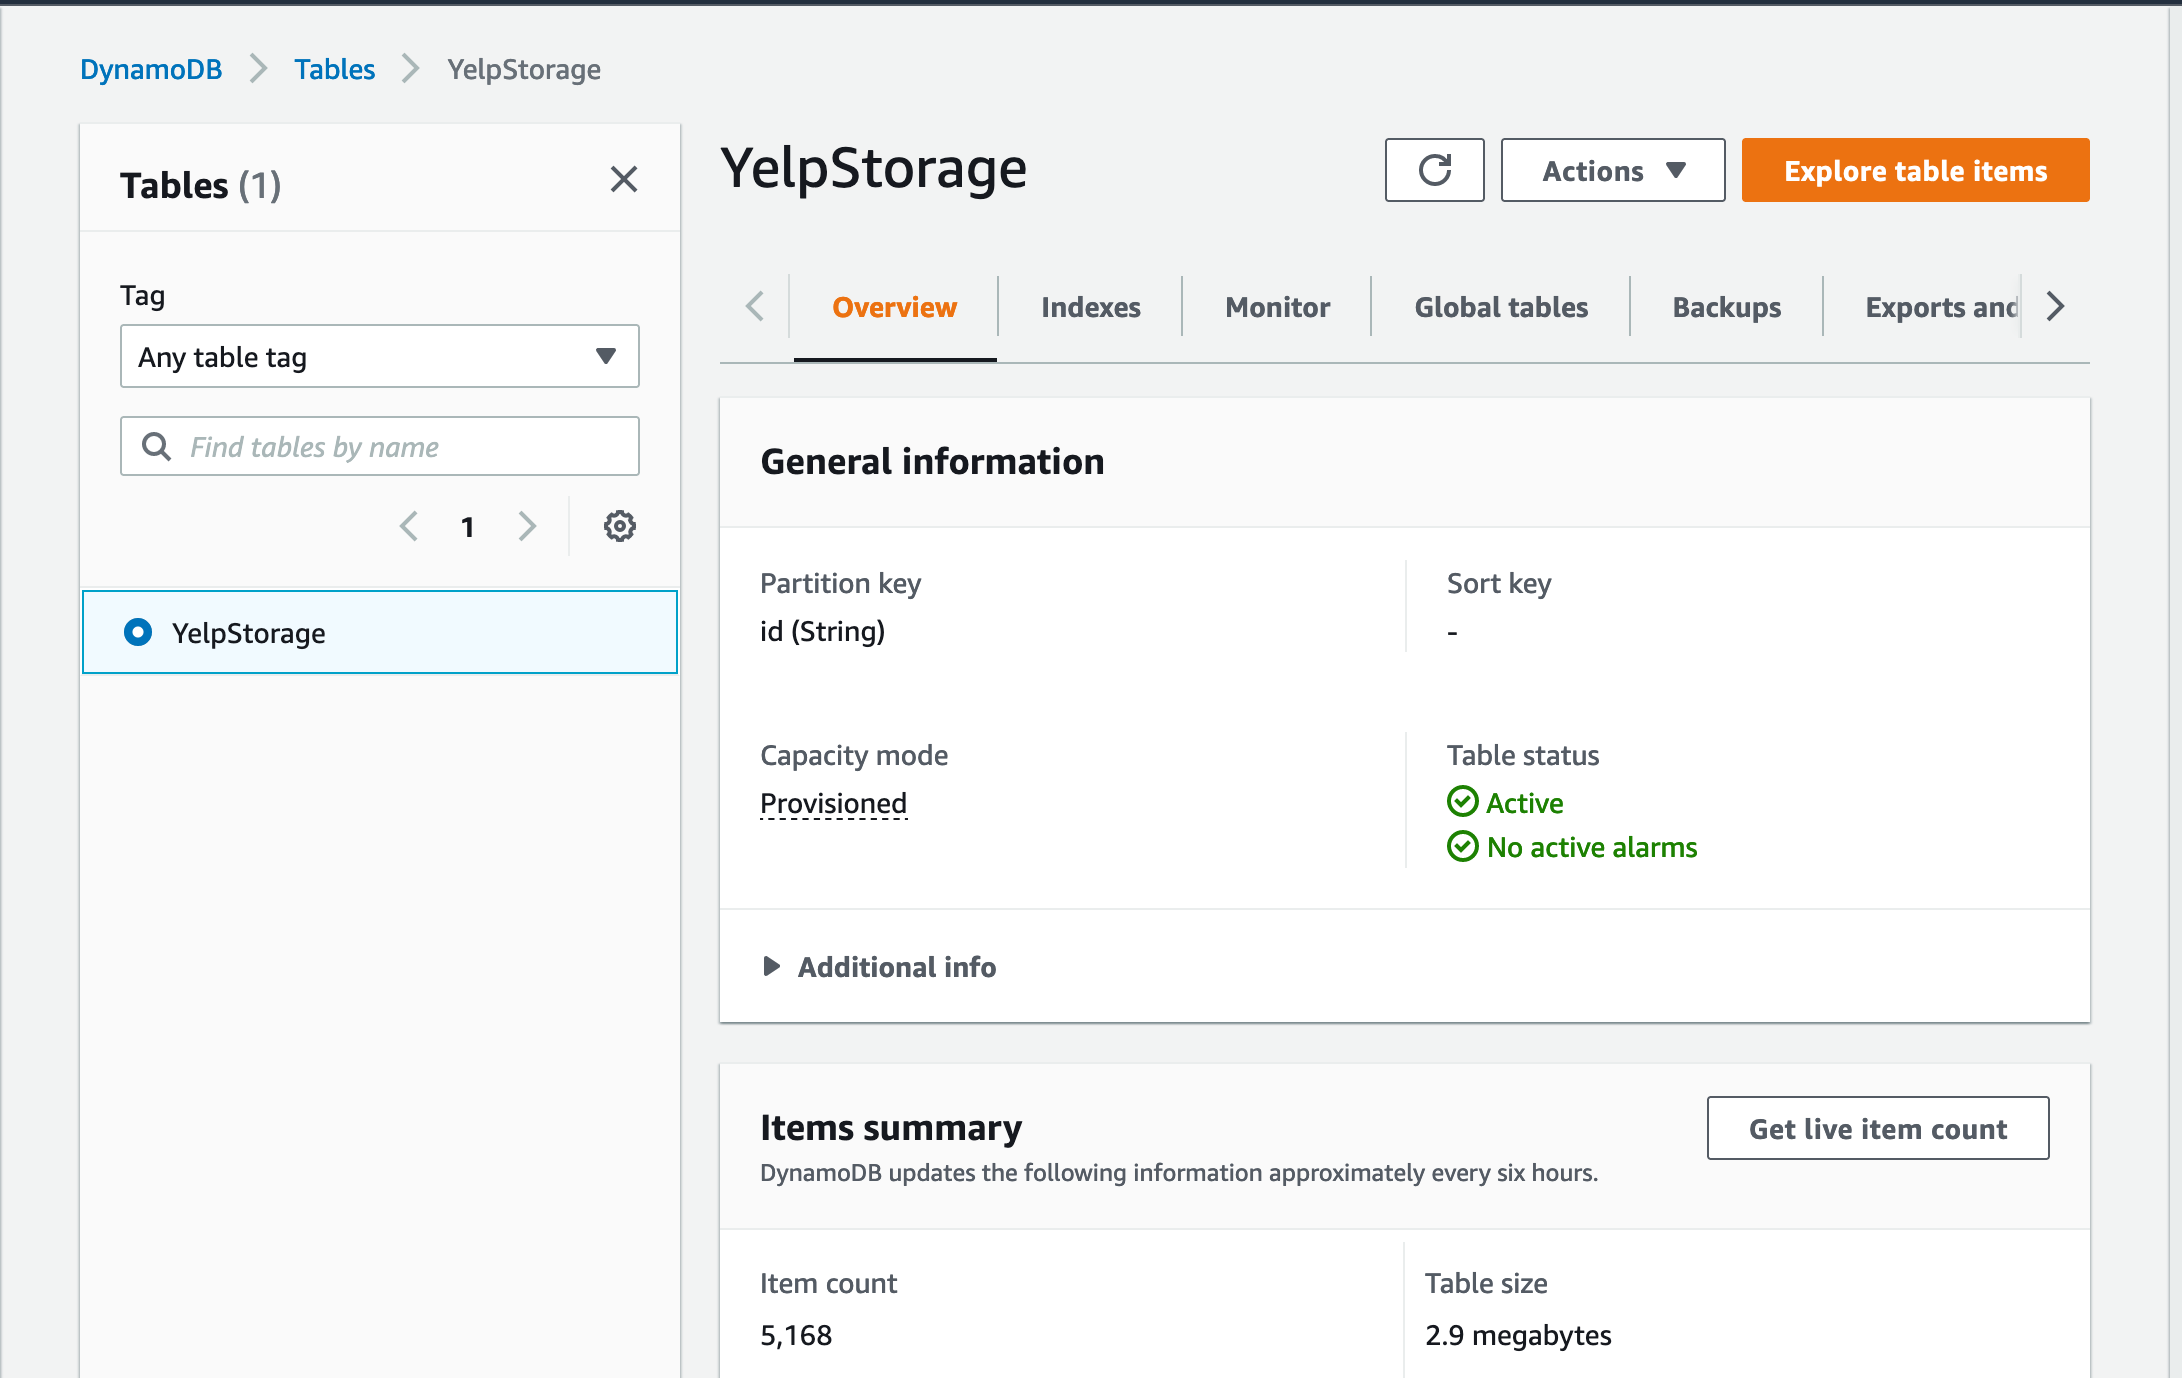 DynamoDB > Tables > YelpStorage
Tables (1)
Tag
Any table tag
Find tables by name
1
YelpStorage
YelpStorage
Actions
Explore table items
Overview
Indexes
Monitor
Global tables
Backups
Exports and
General information
Partition key
id (String)
Sort key
-
Capacity mode
Provisioned
Table status
Active
No active alarms
Additional info
Items summary
Get live item count
DynamoDB updates the following information approximately every six hours.
Item count
5,168
Table size
2.9 megabytes